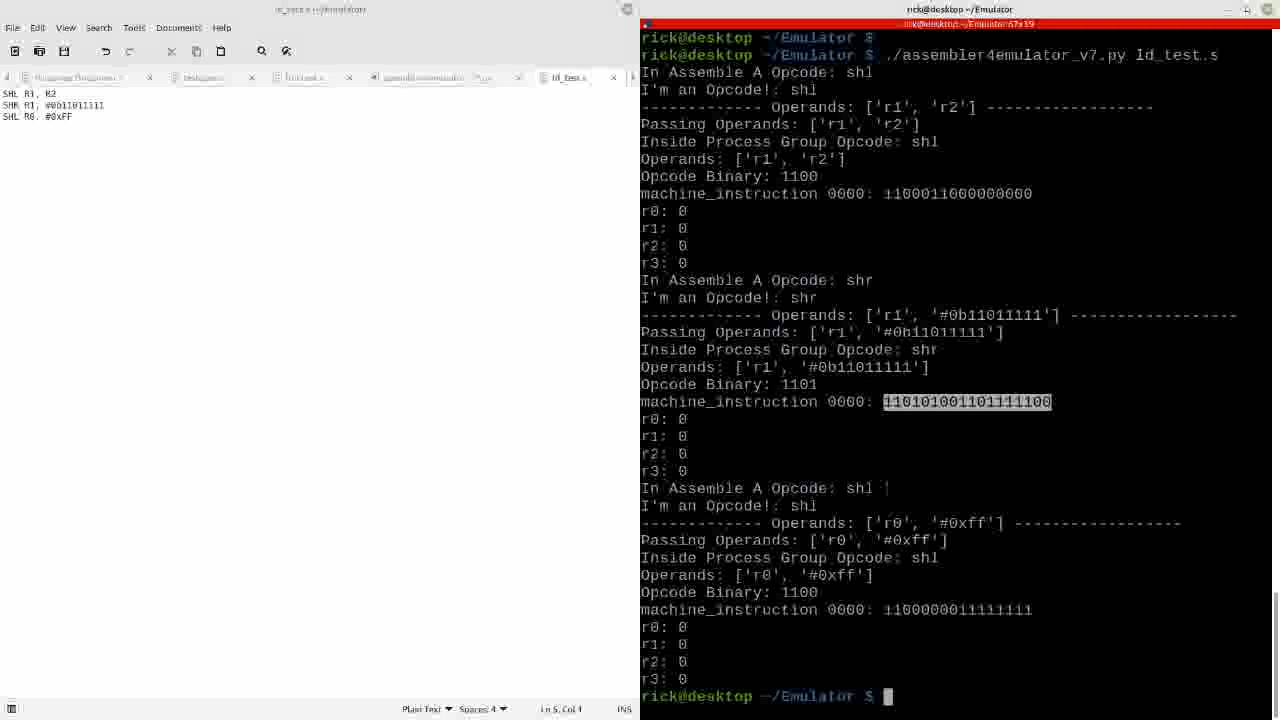 rick@desktop:~/Emulator
File Edit View Search Tools Documents Help
ld_test.s
SHL R1, R2
SHL R1, #0b11011111
SHL R0, #0xFF
Plain Text Spaces: 4 Ln 5, Col 1 INS
rick@desktop:~/Emulator 67x39
rick@desktop ~/Emulator $
rick@desktop ~/Emulator $ ./assembler4emulator_v7.py ld_test.s
In Assemble A Opcode: shl
I'm an Opcode!: shl
------------- Operands: ['r1', 'r2'] ------------------
Passing Operands: ['r1', 'r2']
Inside Process Group Opcode: shl
Operands: ['r1', 'r2']
Opcode Binary: 1100
machine_instruction 0000: 1100011000000000
r0: 0
r1: 0
r2: 0
r3: 0
In Assemble A Opcode: shr
I'm an Opcode!: shr
------------- Operands: ['r1', '#0b11011111'] ------------------
Passing Operands: ['r1', '#0b11011111']
Inside Process Group Opcode: shr
Operands: ['r1', '#0b11011111']
Opcode Binary: 1101
machine_instruction 0000: 110101001101111100
r0: 0
r1: 0
r2: 0
r3: 0
In Assemble A Opcode: shl
I'm an Opcode!: shl
------------- Operands: ['r0', '#0xff'] ------------------
Passing Operands: ['r0', '#0xff']
Inside Process Group Opcode: shl
Operands: ['r0', '#0xff']
Opcode Binary: 1100
machine_instruction 0000: 1100000011111111
r0: 0
r1: 0
r2: 0
r3: 0
rick@desktop ~/Emulator $